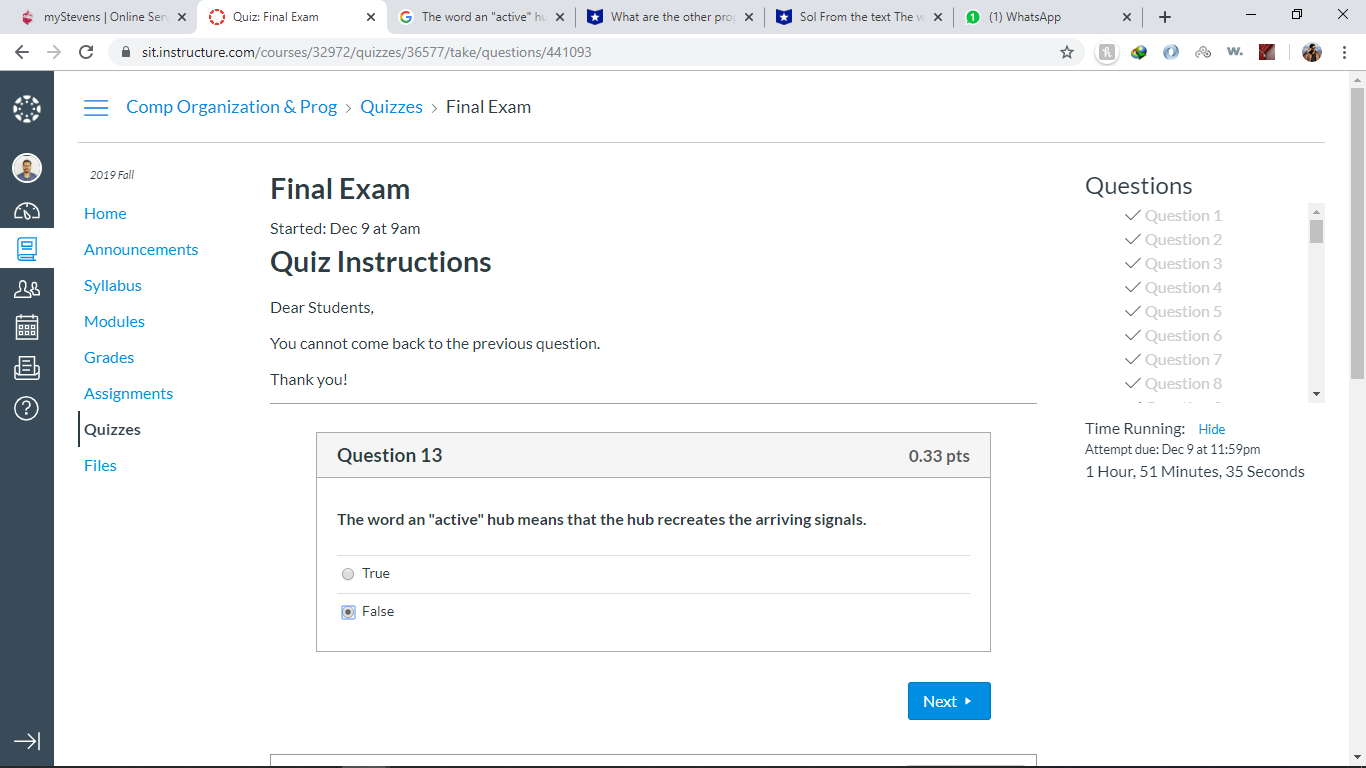 myStevens | Online Serv
Quiz: Final Exam
The word an "active" hu
What are the other prop
Sol From the text The w
(1) WhatsApp
sit.instructure.com/courses/32972/quizzes/36577/take/questions/441093
Comp Organization & Prog › Quizzes › Final Exam
2019 Fall
Home
Announcements
Syllabus
Modules
Grades
Assignments
Quizzes
Files
Final Exam
Started: Dec 9 at 9am
Quiz Instructions
Dear Students,
You cannot come back to the previous question.
Thank you!
Question 13 0.33 pts
The word an "active" hub means that the hub recreates the arriving signals.
True
False
Next
Questions
Question 1
Question 2
Question 3
Question 4
Question 5
Question 6
Question 7
Question 8
Time Running: Hide
Attempt due: Dec 9 at 11:59pm
1 Hour, 51 Minutes, 35 Seconds